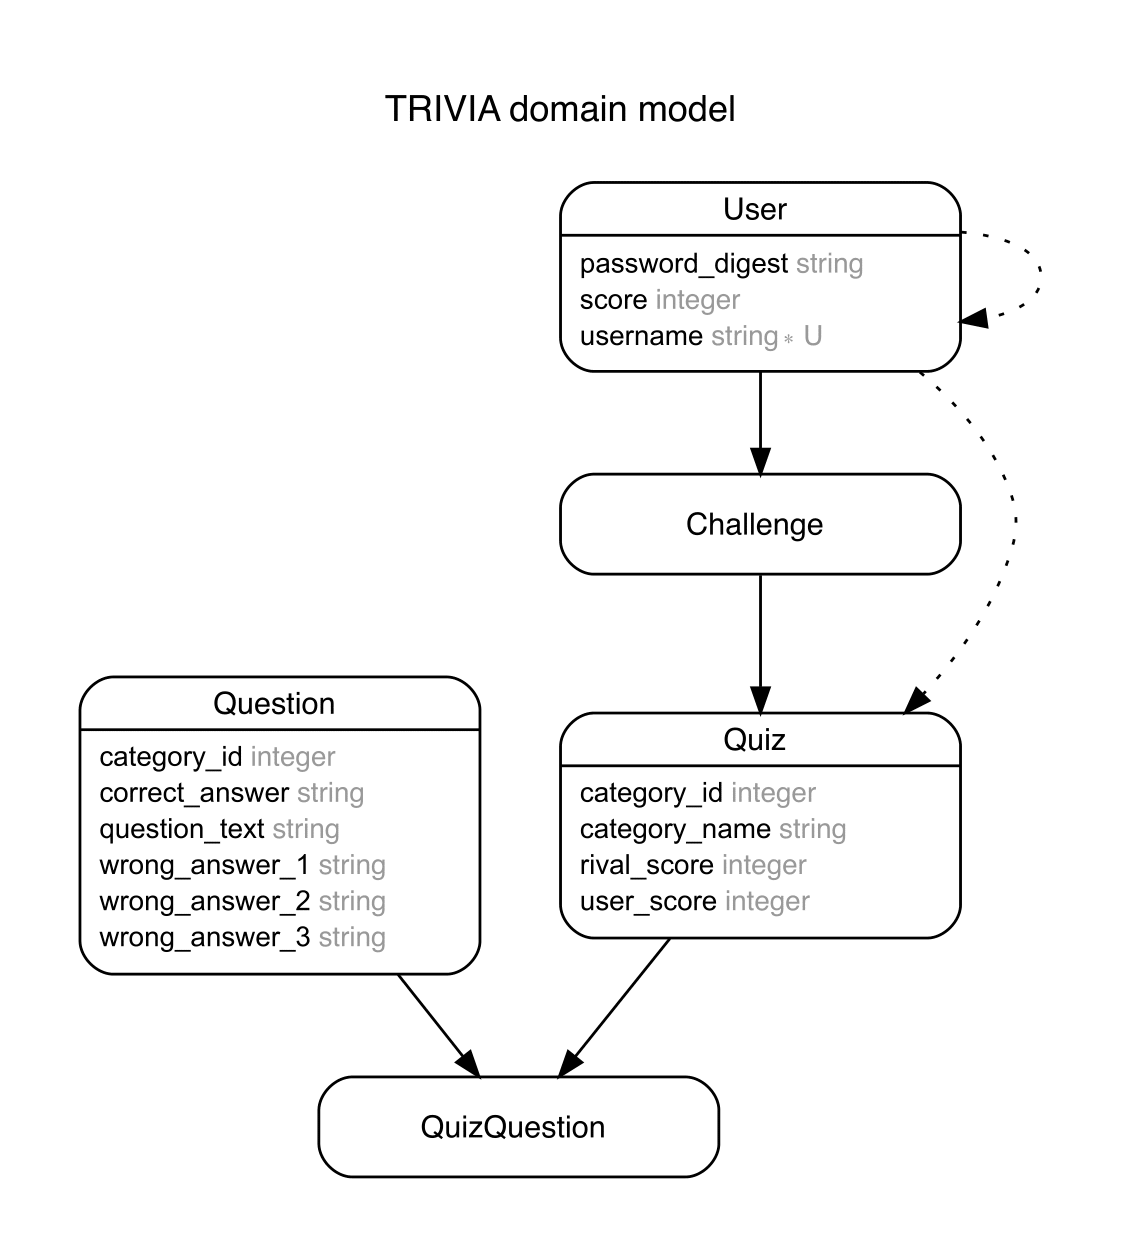 TRIVIA domain model
User
password_digest string
score integer
username string * U
Challenge
Question
category_id integer
correct_answer string
question_text string
wrong_answer_1 string
wrong_answer_2 string
wrong_answer_3 string
Quiz
category_id integer
category_name string
rival_score integer
user_score integer
QuizQuestion